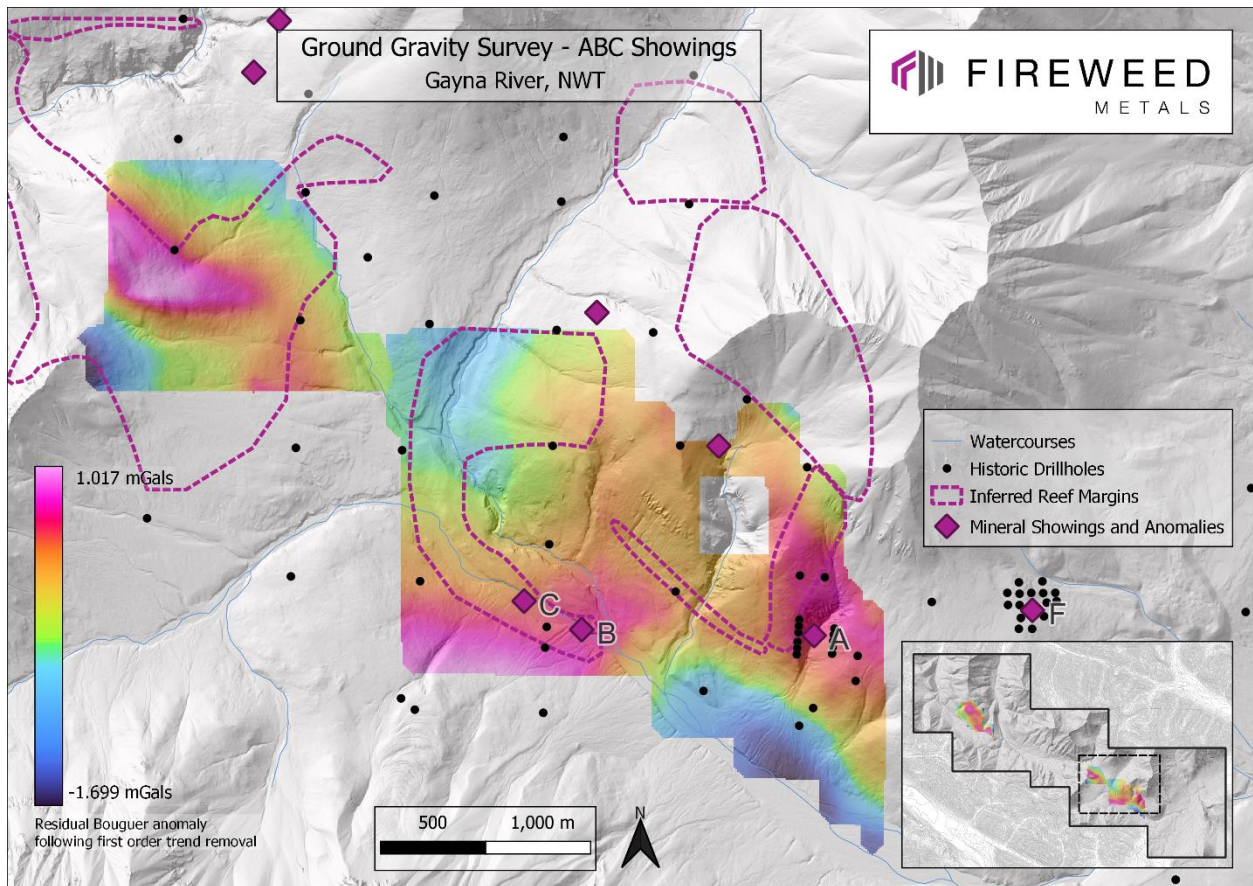 Ground Gravity Survey - ABC Showings
Gayna River, NWT
FIREWEED
METALS
Watercourses
Historic Drillholes
Inferred Reef Margins
Mineral Showings and Anomalies
C
B
A
F
1.017 mGals
-1.699 mGals
Residual Bouguer anomaly
following first order trend removal
500 1,000 m
N